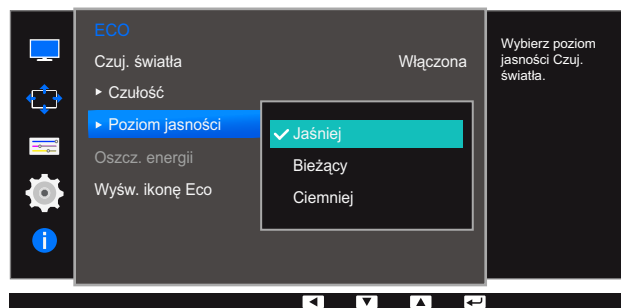 ECO
Czuj. światła Włączona
▸ Czułość
▸ Poziom jasności
Oszcz. energii
Wyśw. ikonę Eco
Jaśniej
Bieżący
Ciemniej
Wybierz poziom
jasności Czuj.
światła.